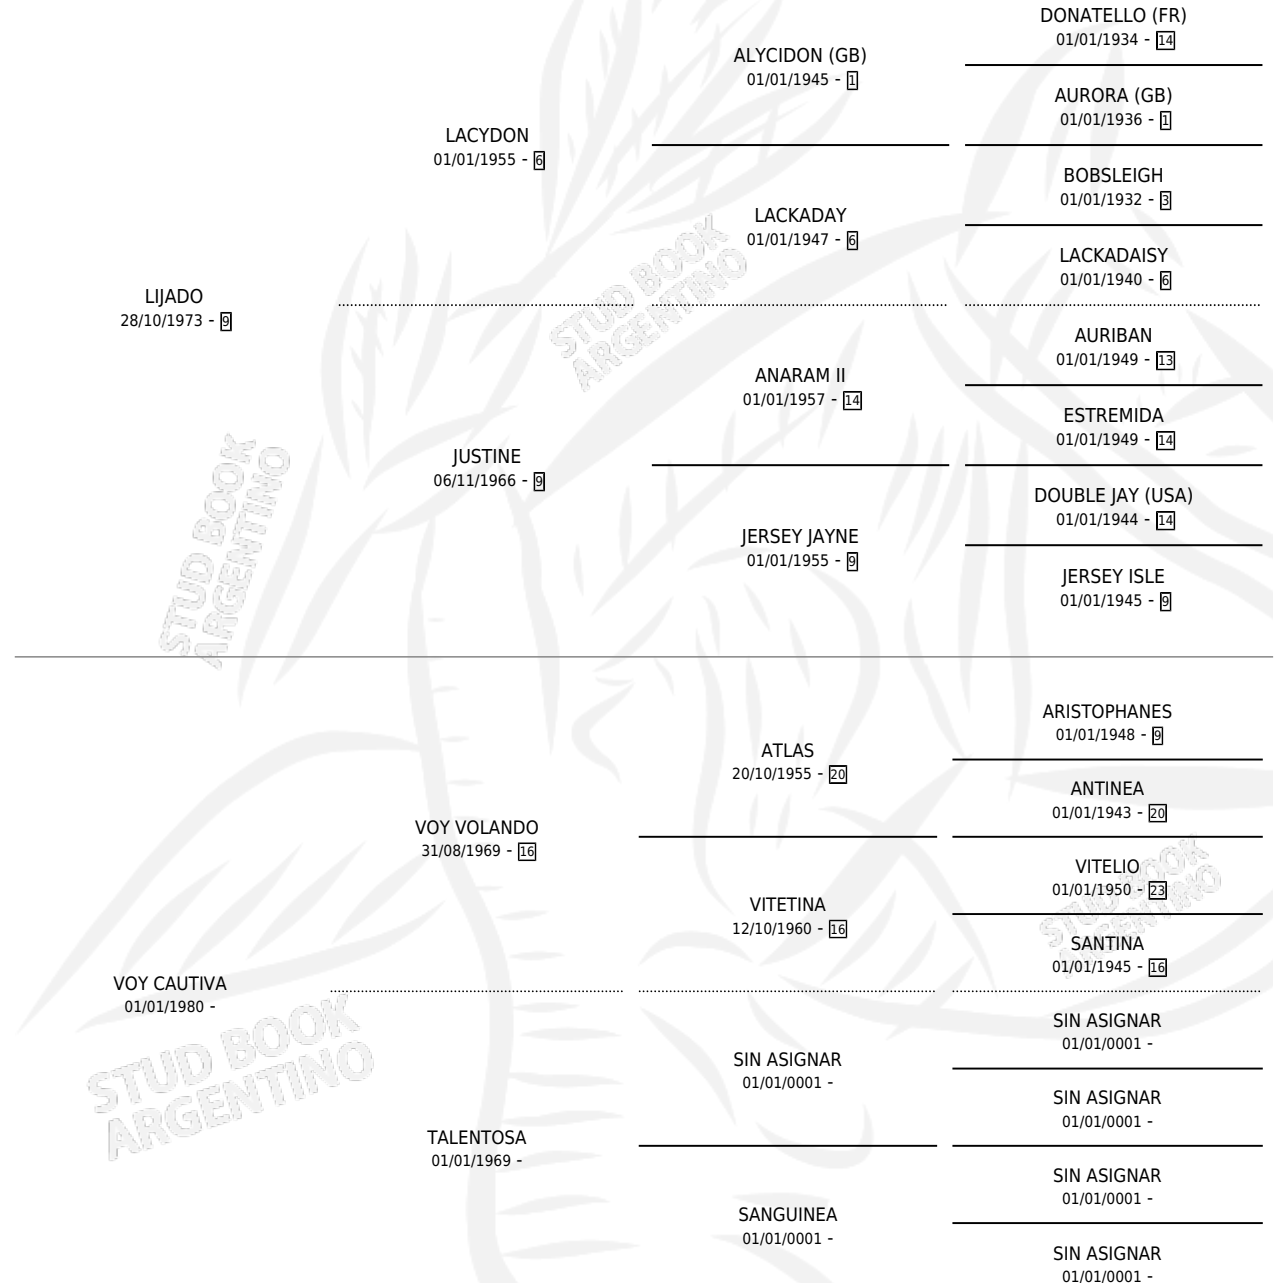 DONATELLO (FR)
01/01/1934 - 14
ALYCIDON (GB)
01/01/1945 - 1
AURORA (GB)
01/01/1936 - 1
LACYDON
01/01/1955 - 6
BOBSLEIGH
01/01/1932 - 3
LACKADAY
01/01/1947 - 6
LACKADAISY
01/01/1940 - 6
LIJADO
28/10/1973 - 9
AURIBAN
01/01/1949 - 13
ANARAM II
01/01/1957 - 14
ESTREMIDA
01/01/1949 - 14
JUSTINE
06/11/1966 - 9
DOUBLE JAY (USA)
01/01/1944 - 14
JERSEY JAYNE
01/01/1955 - 9
JERSEY ISLE
01/01/1945 - 9
STUD BOOK
ARGENTINO
STUD BOOK
ARGENTINO
ARISTOPHANES
01/01/1948 - 9
ATLAS
20/10/1955 - 20
ANTINEA
01/01/1943 - 20
VOY VOLANDO
31/08/1969 - 16
VITELIO
01/01/1950 - 23
VITETINA
12/10/1960 - 16
SANTINA
01/01/1945 - 16
VOY CAUTIVA
01/01/1980 -
SIN ASIGNAR
01/01/0001 -
SIN ASIGNAR
01/01/0001 -
SIN ASIGNAR
01/01/0001 -
TALENTOSA
01/01/1969 -
SIN ASIGNAR
01/01/0001 -
SANGUINEA
01/01/0001 -
SIN ASIGNAR
01/01/0001 -
STUD BOOK
ARGENTINO
STUD BOOK
ARGENTINO